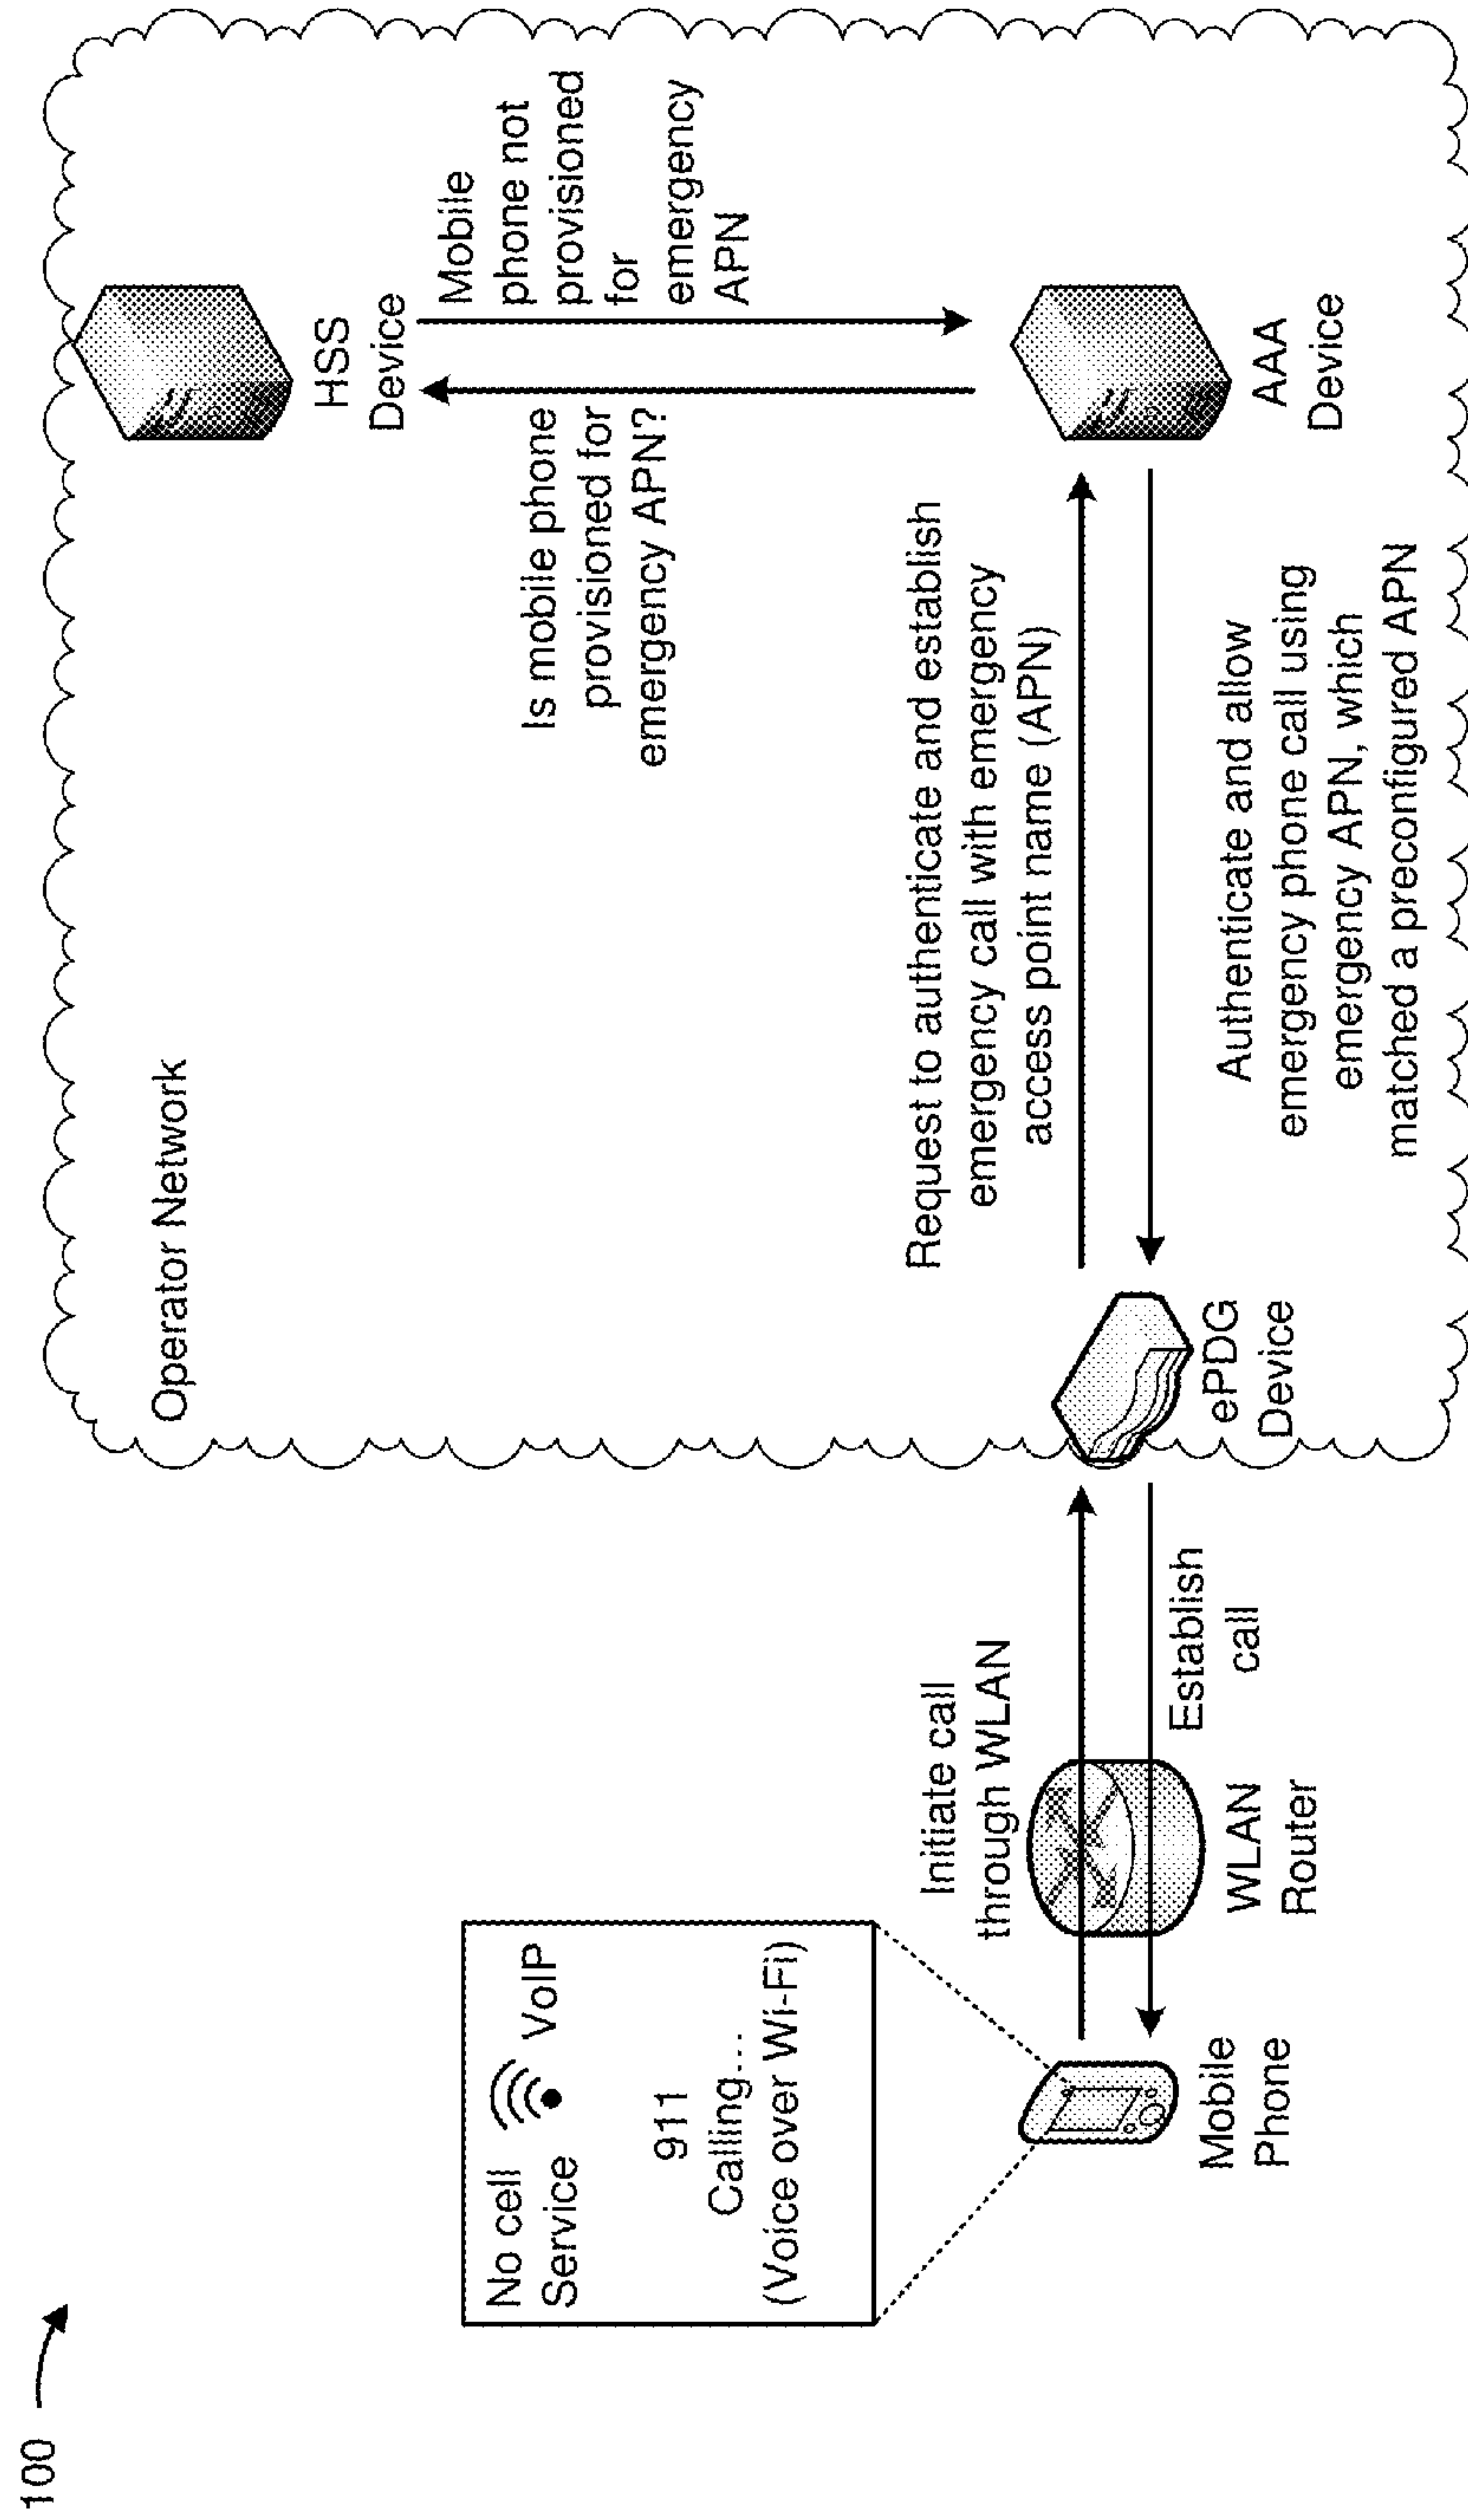 100
Operator Network
HSS
Device
Mobile
phone not
provisioned
for
emergency
APN
Is mobile phone
provisioned for
emergency APN?
No cell
Service
VoIP
911
Calling...
(Voice over Wi-Fi)
Initiate call
through WLAN
Request to authenticate and establish
emergency call with emergency
access point name (APN)
Mobile
Phone
WLAN
Router
Establish
call
ePDG
Device
Authenticate and allow
emergency phone call using
emergency APN, which
matched a preconfigured APN
AAA
Device